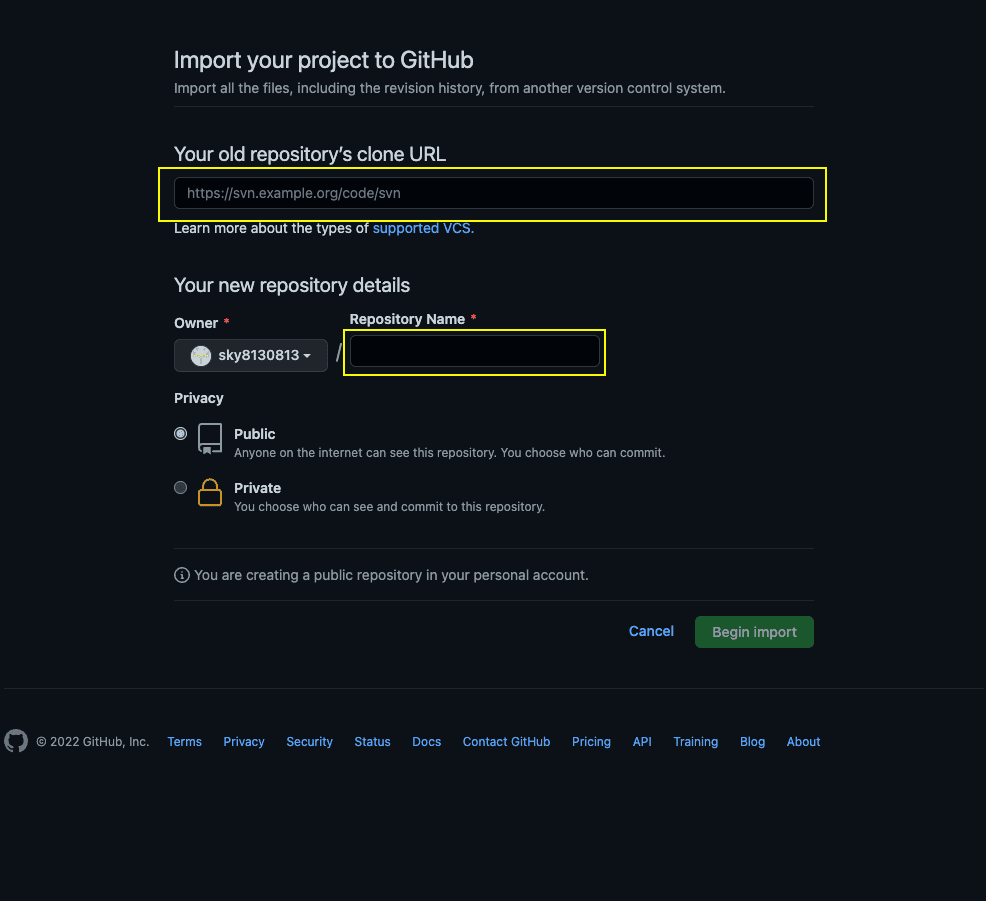 Import your project to GitHub
Import all the files, including the revision history, from another version control system.
Your old repository’s clone URL
https://svn.example.org/code/svn
Learn more about the types of supported VCS.
Your new repository details
Owner *
Repository Name *
sky8130813
/
Privacy
Public
Anyone on the internet can see this repository. You choose who can commit.
Private
You choose who can see and commit to this repository.
You are creating a public repository in your personal account.
Cancel Begin import
© 2022 GitHub, Inc. Terms Privacy Security Status Docs Contact GitHub Pricing API Training Blog About